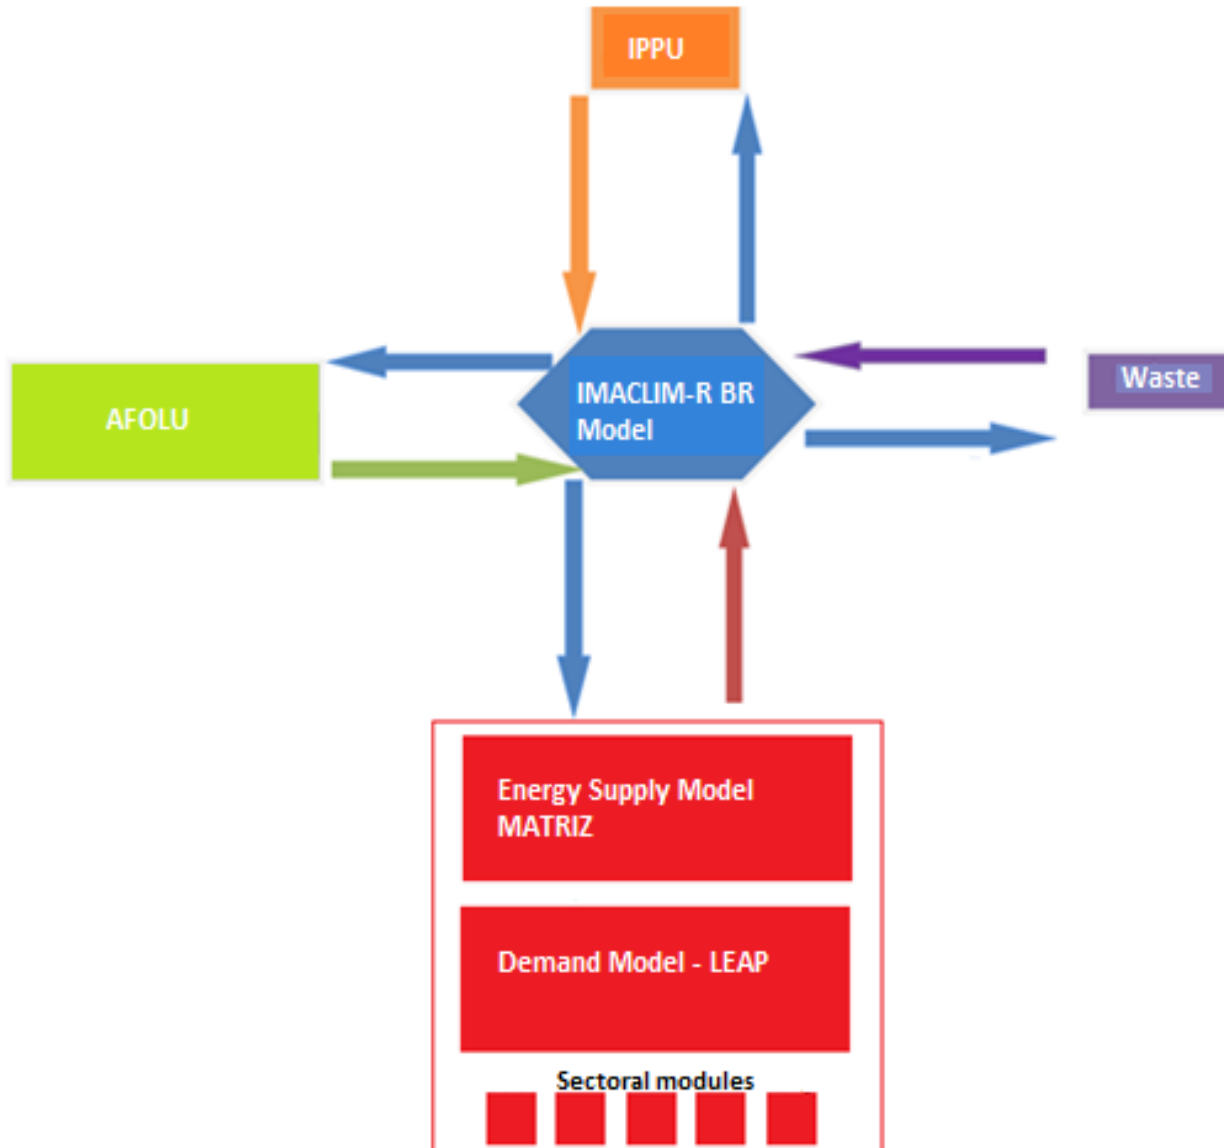 IPPU
IMACLIM-R BR
Model
Waste
AFOLU
Energy Supply Model
MATRIZ
Demand Model - LEAP
Sectoral modules